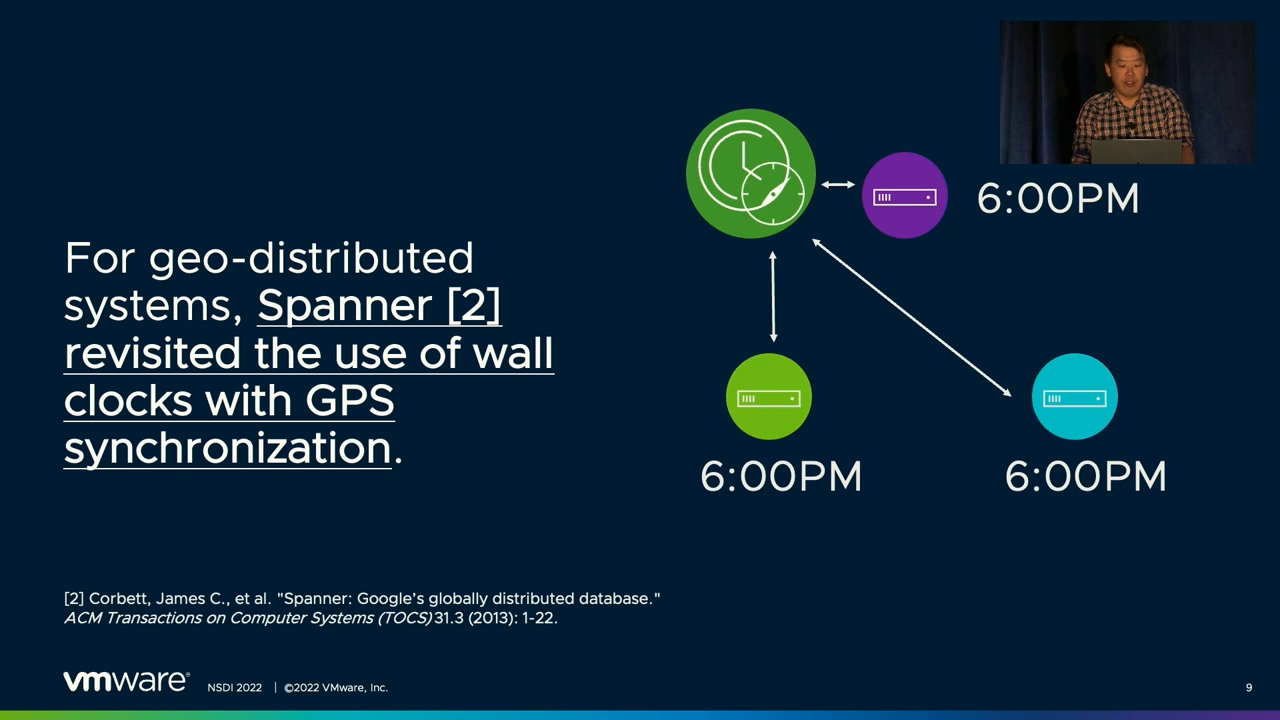 For geo-distributed
systems, Spanner [2]
revisited the use of wall
clocks with GPS
synchronization.
6:00PM
6:00PM
6:00PM
[2] Corbett, James C., et al. "Spanner: Google’s globally distributed database."
ACM Transactions on Computer Systems (TOCS) 31.3 (2013): 1-22.
vmware® NSDI 2022 | ©2022 VMware, Inc.
9